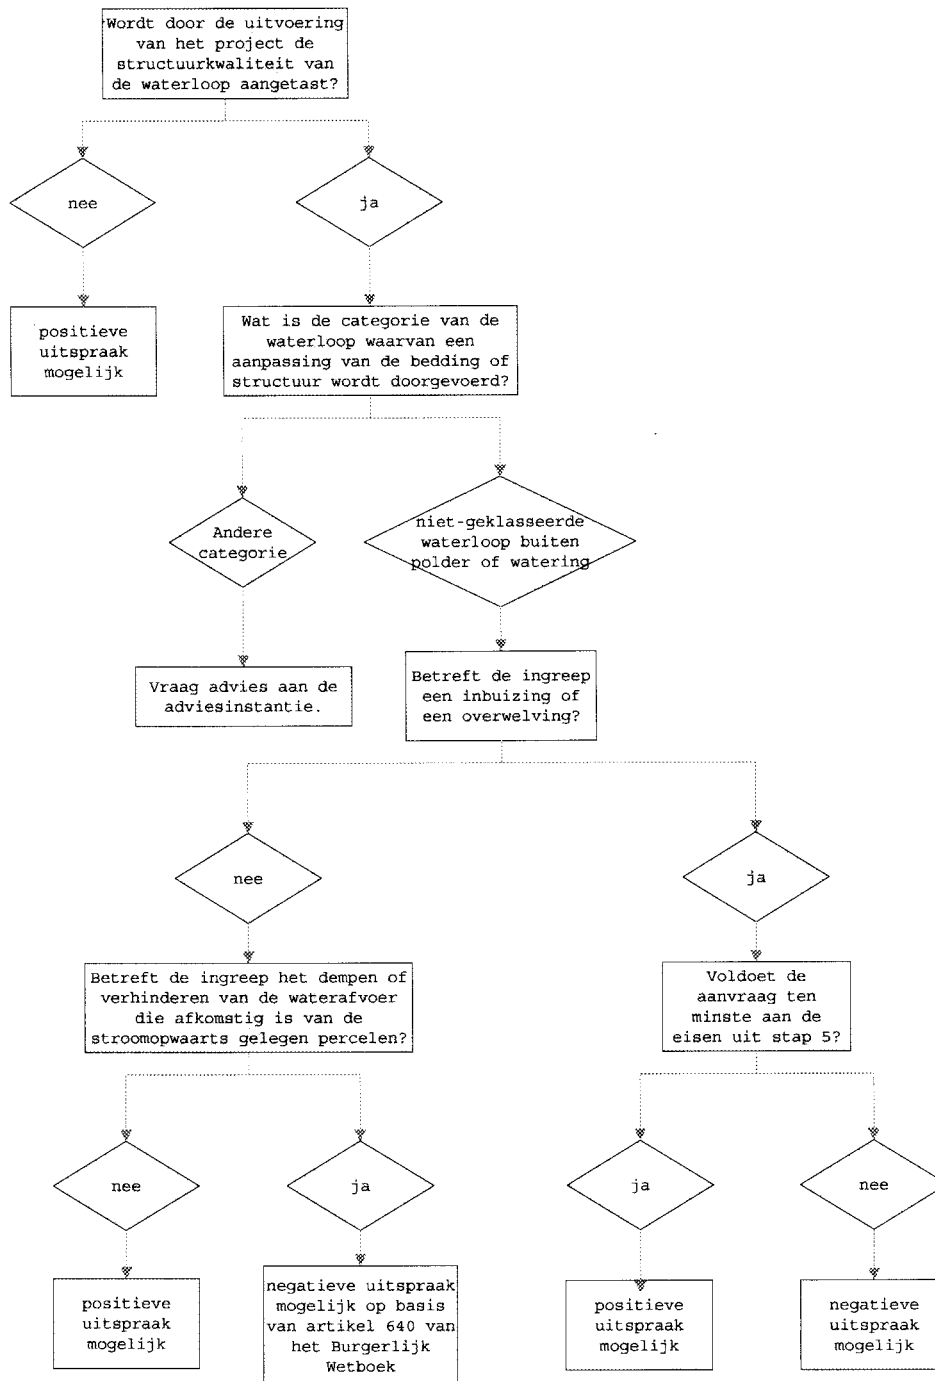 Wordt door de uitvoering
van het project de
structuurkwaliteit van
de waterloop aangetast?
nee
ja
positieve
uitspraak
mogelijk
Wat is de categorie van de
waterloop waarvan een
aanpassing van de bedding of
structuur wordt doorgevoerd?
Andere
categorie
niet-geklasseerde
waterloop buiten
polder of watering
Vraag advies aan de
adviesinstantie.
Betreft de ingreep
een inbuizing of
een overwelving?
nee
ja
Betreft de ingreep het dempen of
verhinderen van de waterafvoer
die afkomstig is van de
stroomopwaarts gelegen percelen?
Voldoet de
aanvraag ten
minste aan de
eisen uit stap 5?
nee
ja
ja
nee
positieve
uitspraak
mogelijk
negatieve uitspraak
mogelijk op basis
van artikel 640 van
het Burgerlijk
Wetboek
positieve
uitspraak
mogelijk
negatieve
uitspraak
mogelijk